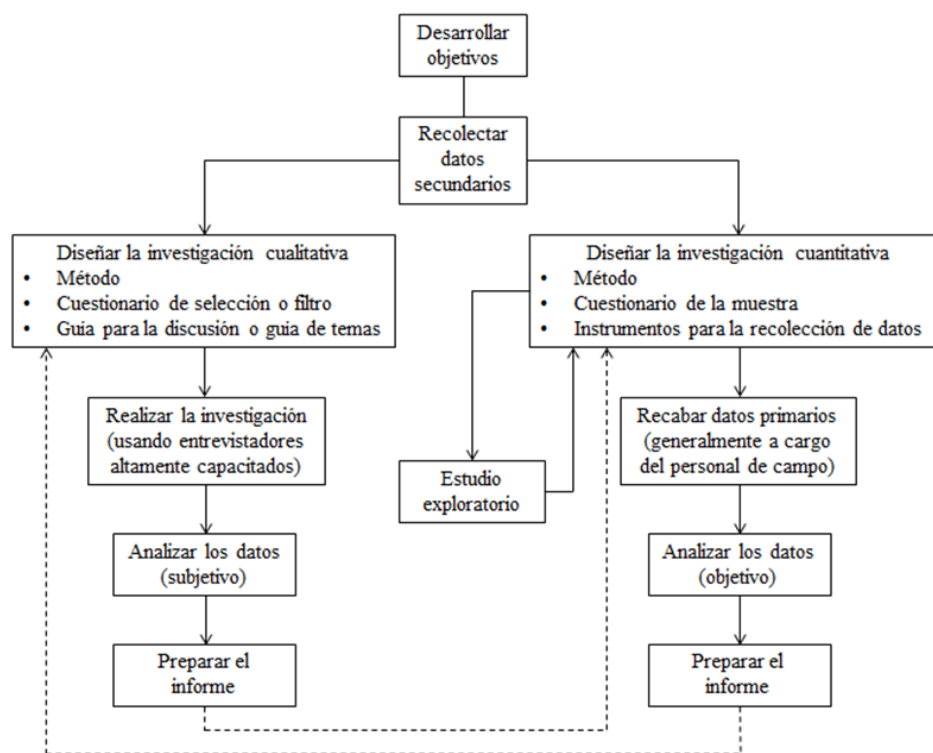 Desarrollar
objetivos
Recolectar
datos
secundarios
Diseñar la investigación cualitativa
• Método
• Cuestionario de selección o filtro
• Guía para la discusión o guía de temas
Realizar la investigación
(usando entrevistadores
altamente capacitados)
Analizar los datos
(subjetivo)
Preparar el
informe
Estudio
exploratorio
Diseñar la investigación cuantitativa
• Método
• Cuestionario de la muestra
• Instrumentos para la recolección de datos
Recabar datos primarios
(generalmente a cargo
del personal de campo)
Analizar los datos
(objetivo)
Preparar el
informe